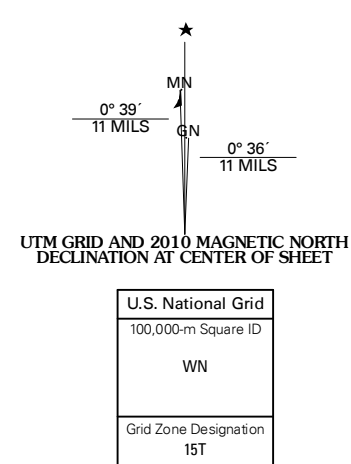 MN
0° 39´
11 MILS
GN
0° 36´
11 MILS
UTM GRID AND 2010 MAGNETIC NORTH
DECLINATION AT CENTER OF SHEET
U.S. National Grid
100,000-m Square ID
WN
Grid Zone Designation
15T